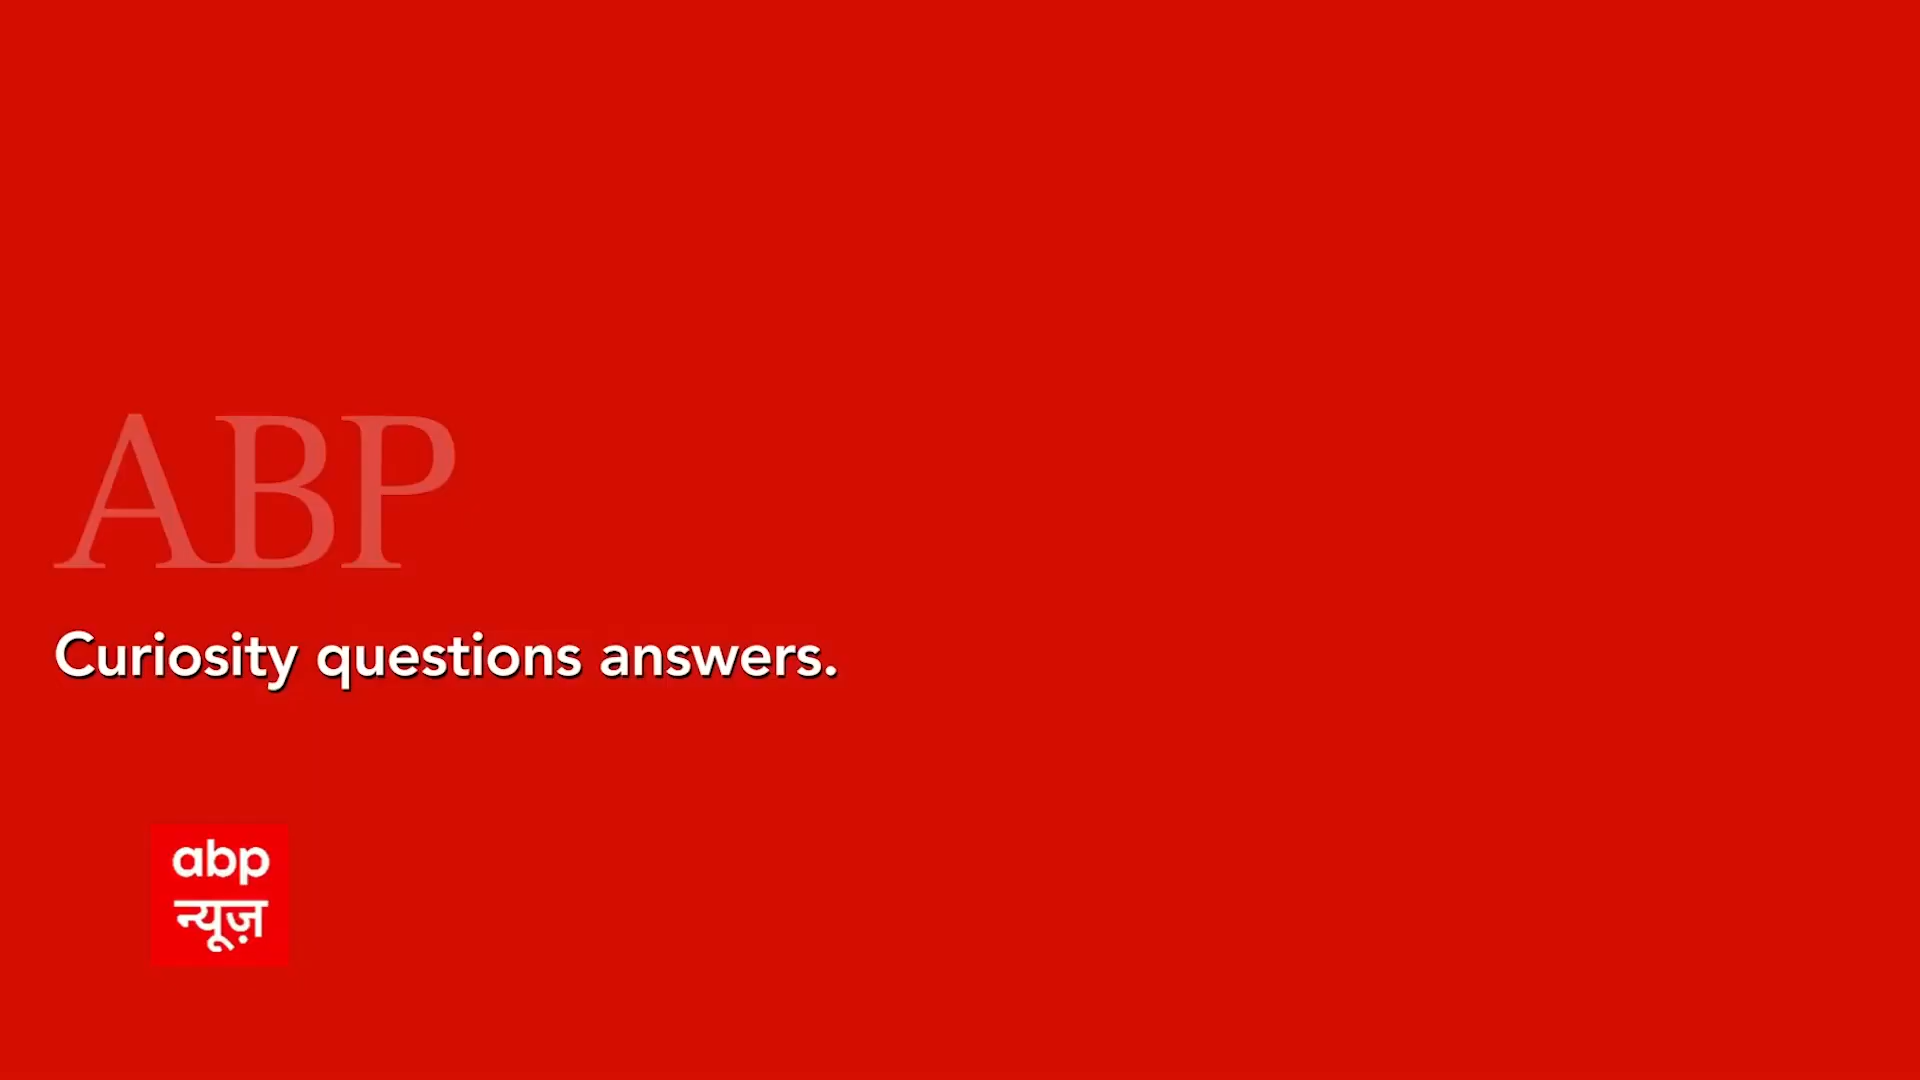 ABP
Curiosity questions answers.
abp
न्यूज़